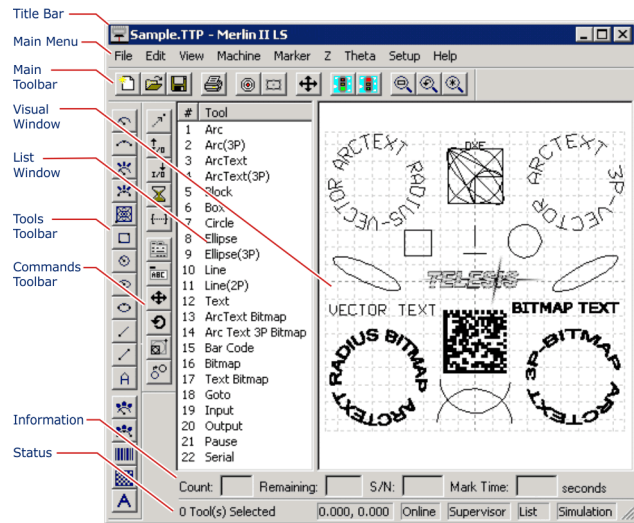 Title Bar
Main Menu
Main
Toolbar
Visual
Window
List
Window
Tools
Toolbar
Commands
Toolbar
Information
Status
Sample.TTP - Merlin II LS
File Edit View Machine Marker Z Theta Setup Help
# Tool
1 Arc
2 Arc(3P)
3 ArcText
4 ArcText(3P)
5 Block
6 Box
7 Circle
8 Ellipse
9 Ellipse(3P)
10 Line
11 Line(2P)
12 Text
13 ArcText Bitmap
14 Arc Text 3P Bitmap
15 Bar Code
16 Bitmap
17 Text Bitmap
18 Goto
19 Input
20 Output
21 Pause
22 Serial
1/0
I/0
ABC
A
A
VECTOR ARCTEXT RADIUS-
DXF
3P-VECTOR ARCTEXT
TELESIS
VECTOR TEXT
BITMAP TEXT
RADIUS BITMAP ARCTEXT
3P-BITMAP ARCTEXT
Count: Remaining: S/N: Mark Time: seconds
0 Tool(s) Selected 0.000, 0.000 Online Supervisor List Simulation